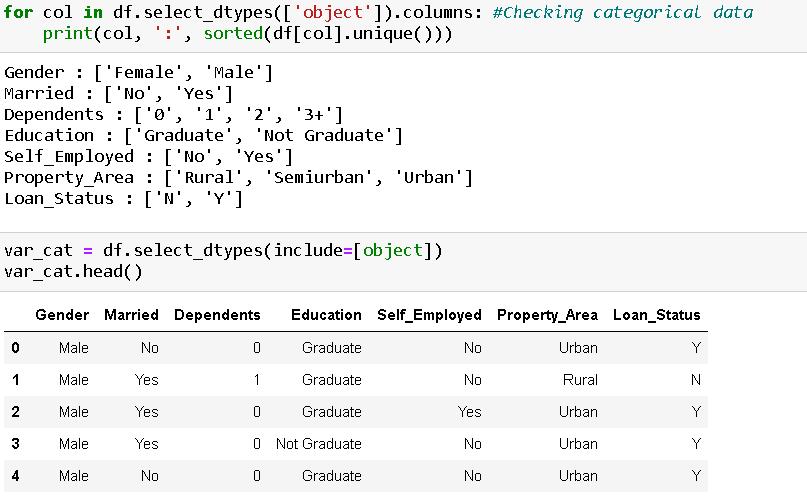 for col in df.select_dtypes(['object']).columns: #Checking categorical data
    print(col, ':', sorted(df[col].unique()))
Gender : ['Female', 'Male']
Married : ['No', 'Yes']
Dependents : ['0', '1', '2', '3+']
Education : ['Graduate', 'Not Graduate']
Self_Employed : ['No', 'Yes']
Property_Area : ['Rural', 'Semiurban', 'Urban']
Loan_Status : ['N', 'Y']
var_cat = df.select_dtypes(include=[object])
var_cat.head()
Gender Married Dependents Education Self_Employed Property_Area Loan_Status
0 Male No 0 Graduate No Urban Y
1 Male Yes 1 Graduate No Rural N
2 Male Yes 0 Graduate Yes Urban Y
3 Male Yes 0 Not Graduate No Urban Y
4 Male No 0 Graduate No Urban Y